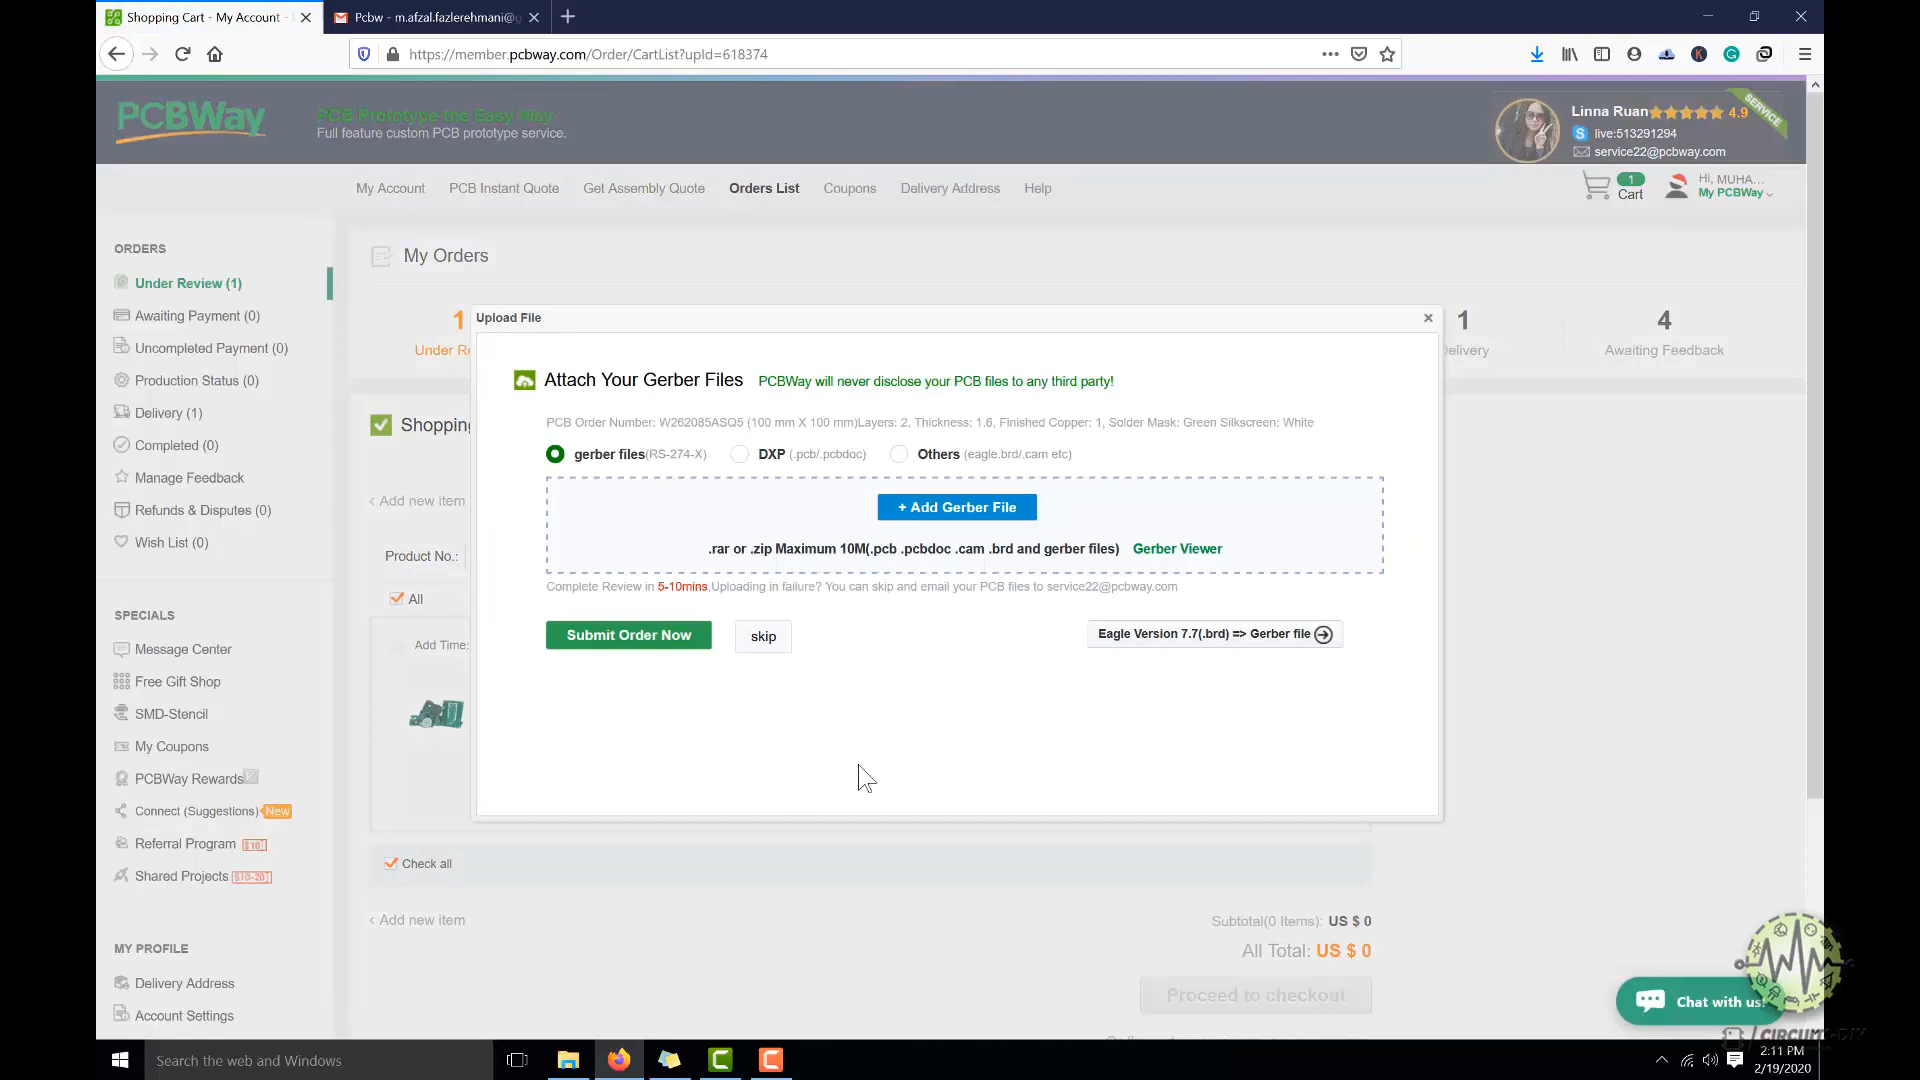 Shopping Cart - My Account -
Pcbw - m.afzal.fazlerehmani@g
https://member.pcbway.com/Order/CartList?upId=618374
PCBWay
PCB Prototype the Easy Way
Full feature custom PCB prototype service.
Linna Ruan 4.9
SERVICE
live:513291294
service22@pcbway.com
My Account PCB Instant Quote Get Assembly Quote Orders List Coupons Delivery Address Help
1
Cart
Hi, MUHA...
My PCBWay
ORDERS
Under Review (1)
Awaiting Payment (0)
Uncompleted Payment (0)
Production Status (0)
Delivery (1)
Completed (0)
Manage Feedback
Refunds & Disputes (0)
Wish List (0)
SPECIALS
Message Center
Free Gift Shop
SMD-Stencil
My Coupons
PCBWay Rewards
Connect (Suggestions) New
Referral Program
Shared Projects
MY PROFILE
Delivery Address
Account Settings
My Orders
1
Under Re
1
elivery
4
Awaiting Feedback
Shopping
< Add new item
Product No.:
All
Add Time:
Upload File ×
Attach Your Gerber Files PCBWay will never disclose your PCB files to any third party!
PCB Order Number: W262085ASQ5 (100 mm X 100 mm)Layers: 2, Thickness: 1.6, Finished Copper: 1, Solder Mask: Green Silkscreen: White
gerber files(RS-274-X) DXP (.pcb/.pcbdoc) Others (eagle.brd/.cam etc)
+ Add Gerber File
.rar or .zip Maximum 10M(.pcb .pcbdoc .cam .brd and gerber files) Gerber Viewer
Complete Review in 5-10mins,Uploading in failure? You can skip and email your PCB files to service22@pcbway.com
Submit Order Now
skip
Eagle Version 7.7(.brd) => Gerber file
Check all
< Add new item
Subtotal(0 Items): US $ 0
All Total: US $ 0
Proceed to checkout
Chat with us!
Search the web and Windows
2:11 PM
2/19/2020